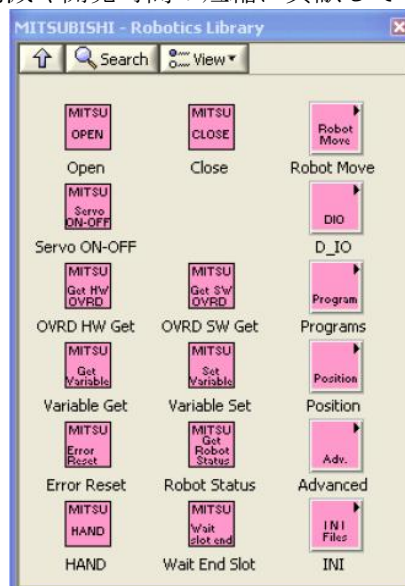 MITSUBISHI - Robotics Library
Search View
MITSU OPEN
MITSU CLOSE
Robot Move
Open Close Robot Move
MITSU Servo ON-OFF
DIO
Servo ON-OFF D_IO
MITSU Get HW OVRD
MITSU Get SW OVRD
Program
OVRD HW Get OVRD SW Get Programs
MITSU Get Variable
MITSU Set Variable
Position
Variable Get Variable Set Position
MITSU Error Reset
MITSU Get Robot Status
Adv.
Error Reset Robot Status Advanced
MITSU HAND
MITSU Wait slot end
INI Files
HAND Wait End Slot INI